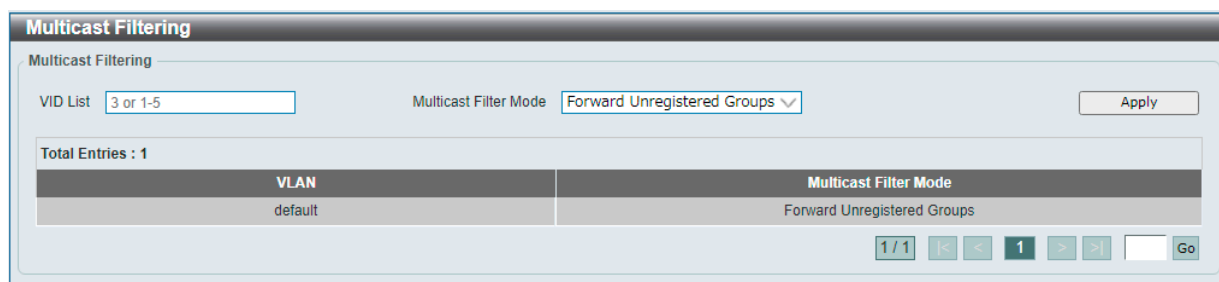 Multicast Filtering
Multicast Filtering
VID List 3 or 1-5 Multicast Filter Mode Forward Unregistered Groups Apply
Total Entries : 1
VLAN Multicast Filter Mode
default Forward Unregistered Groups
1 / 1 |< < 1 > >| Go